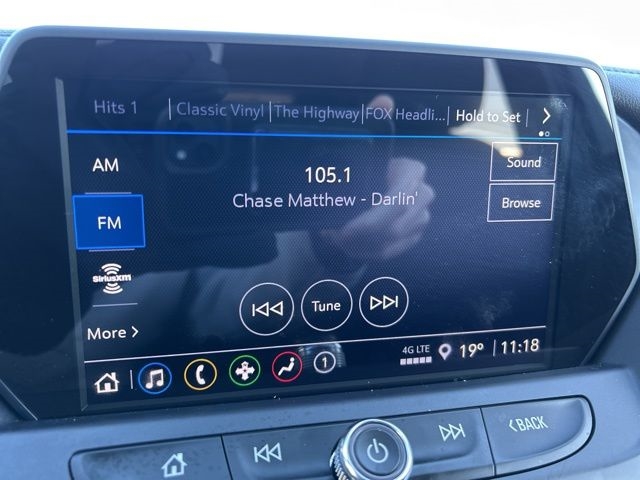 Hits 1 Classic Vinyl The Highway FOX Headli... Hold to Set
AM
105.1
Sound
Chase Matthew - Darlin'
Browse
FM
SiriusXM
Tune
More
4G LTE
1
19° 11:18
BACK